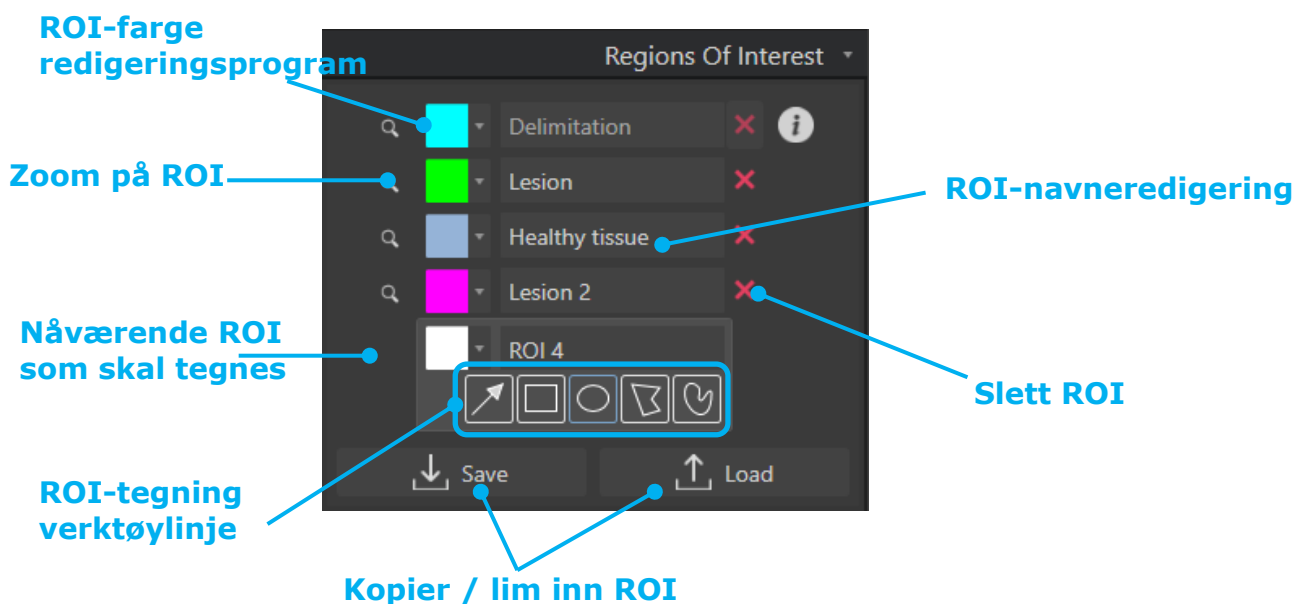 ROI-farge
redigeringsprogram
Regions Of Interest
Delimitation
i
Zoom på ROI
Lesion
ROI-navneredigering
Healthy tissue
Lesion 2
Nåværende ROI
som skal tegnes
ROI 4
Slett ROI
Save
Load
ROI-tegning
verktøylinje
Kopier / lim inn ROI